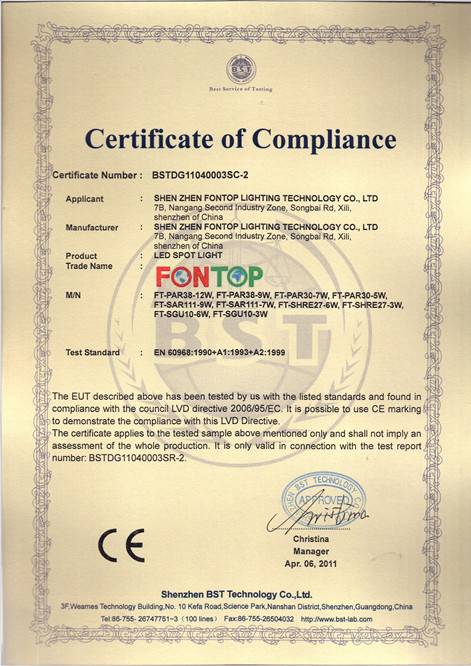 BST
Best Service of Testing
Certificate of Compliance
Certificate Number : BSTDG11040003SC-2
Applicant : SHEN ZHEN FONTOP LIGHTING TECHNOLOGY CO., LTD
7B, Nangang Second Industry Zone, Songbai Rd, Xili,
shenzhen of China
Manufacturer : SHEN ZHEN FONTOP LIGHTING TECHNOLOGY CO., LTD
7B, Nangang Second Industry Zone, Songbai Rd, Xili,
shenzhen of China
Product : LED SPOT LIGHT
Trade Name : FONTOP
M/N : FT-PAR38-12W, FT-PAR38-9W, FT-PAR30-7W, FT-PAR30-5W,
FT-SAR111-9W, FT-SAR111-7W, FT-SHRE27-6W, FT-SHRE27-3W,
FT-SGU10-6W, FT-SGU10-3W
BST
Test Standard : EN 60968:1990+A1:1993+A2:1999
The EUT described above has been tested by us with the listed standards and found in
compliance with the council LVD directive 2006/95/EC. It is possible to use CE marking
to demonstrate the compliance with this LVD Directive.
The certificate applies to the tested sample above mentioned only and shall not imply an
assessment of the whole production. It is only valid in connection with the test report
number: BSTDG11040003SR-2.
BST TECHNOLOGY
APPROVED
CE
Christina
Manager
Apr. 06, 2011
Shenzhen BST Technology Co.,Ltd.
3F,Weames Technology Building,No. 10 Kefa Road,Science Park,Nanshan District,Shenzhen,Guangdong,China
Tel:86-755- 26747751~3 (100 lines) Fax:86-755-26504032 http://www.bst-lab.com